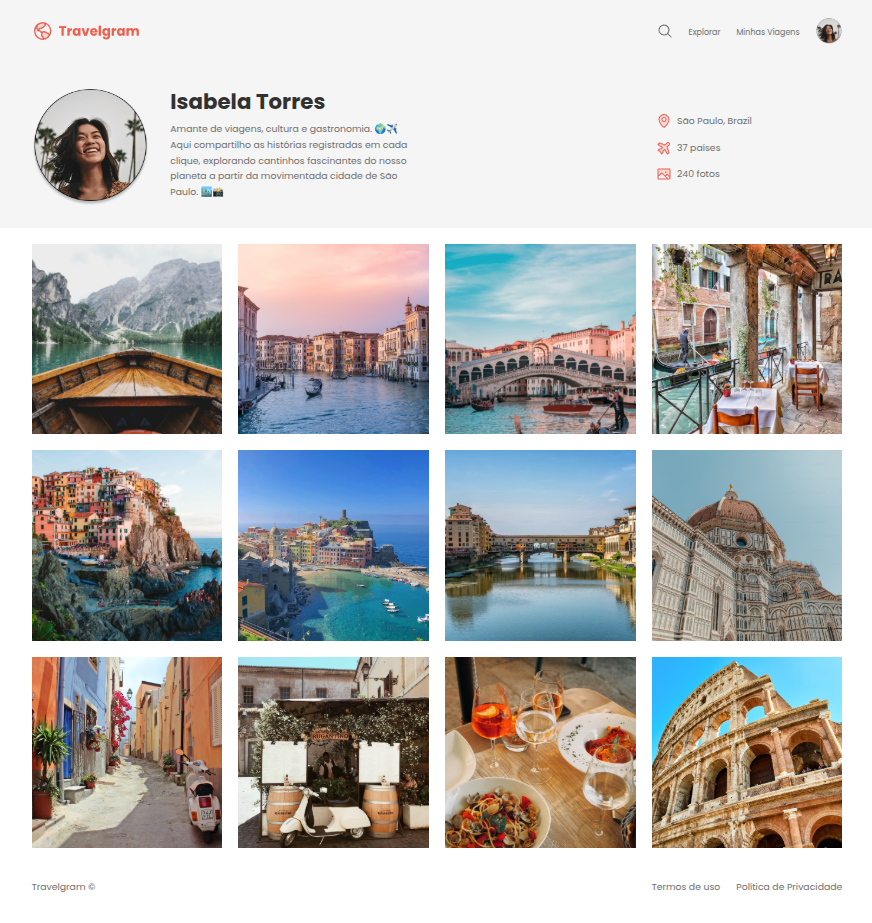 Travelgram
Explorar
Minhas Viagens
Isabela Torres
Amante de viagens, cultura e gastronomia. 🌍✈️
Aqui compartilho as histórias registradas em cada
clique, explorando cantinhos fascinantes do nosso
planeta a partir da movimentada cidade de São
Paulo. 🏙️📸
São Paulo, Brazil
37 países
240 fotos
TRA
Travelgram ©
Termos de uso
Política de Privacidade